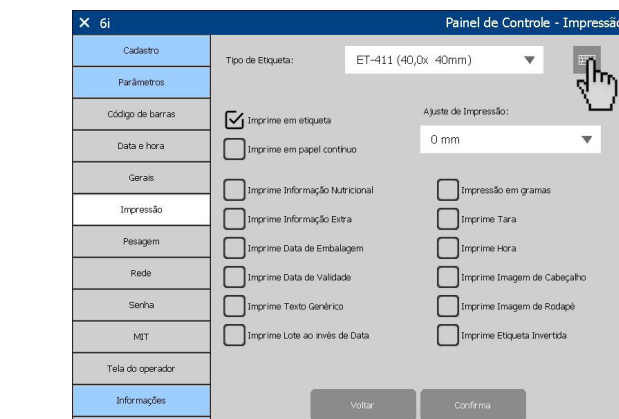 × 6i
Painel de Controle - Impressão
Cadastro
Parâmetros
Código de barras
Data e hora
Gerais
Impressão
Pesagem
Rede
Senha
MIT
Tela do operador
Informações
Tipo de Etiqueta:
ET-411 (40,0x 40mm)
Imprime em etiqueta
Imprime em papel contínuo
Ajuste de Impressão:
0 mm
Imprime Informação Nutricional
Imprime Informação Extra
Imprime Data de Embalagem
Imprime Data de Validade
Imprime Texto Genérico
Imprime Lote ao invés de Data
Impressão em gramas
Imprime Tara
Imprime Hora
Imprime Imagem de Cabeçalho
Imprime Imagem de Rodapé
Imprime Etiqueta Invertida
Voltar
Confirma